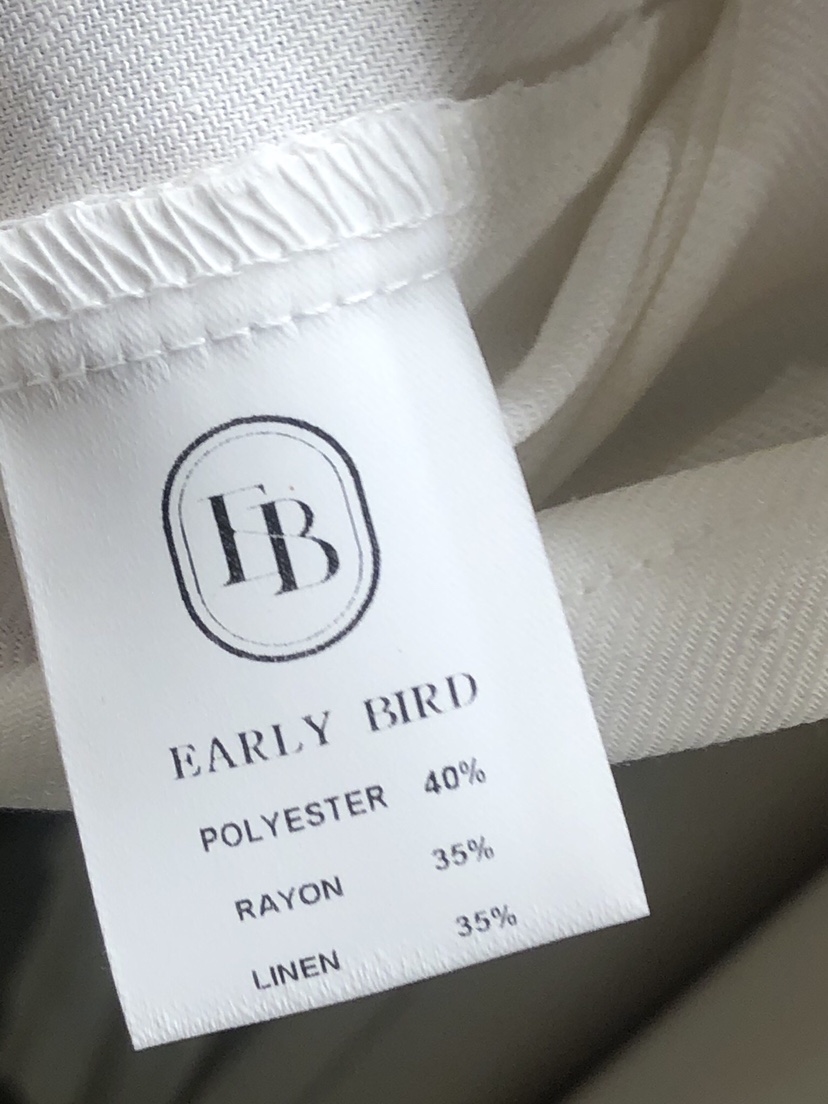 EB
EARLY BIRD
POLYESTER 40%
RAYON 35%
LINEN 35%